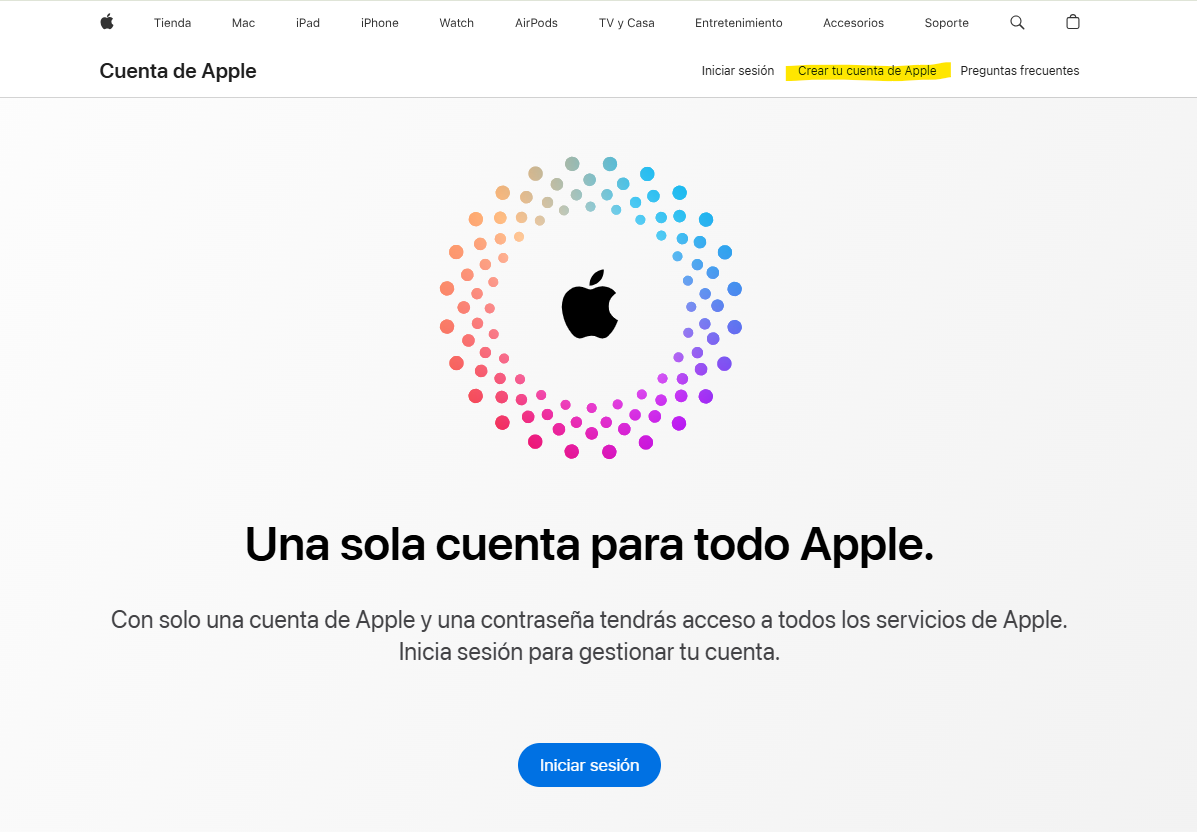 Tienda Mac iPad iPhone Watch AirPods TV y Casa Entretenimiento Accesorios Soporte
Cuenta de Apple Iniciar sesión Crear tu cuenta de Apple Preguntas frecuentes
Una sola cuenta para todo Apple.
Con solo una cuenta de Apple y una contraseña tendrás acceso a todos los servicios de Apple.
Inicia sesión para gestionar tu cuenta.
Iniciar sesión